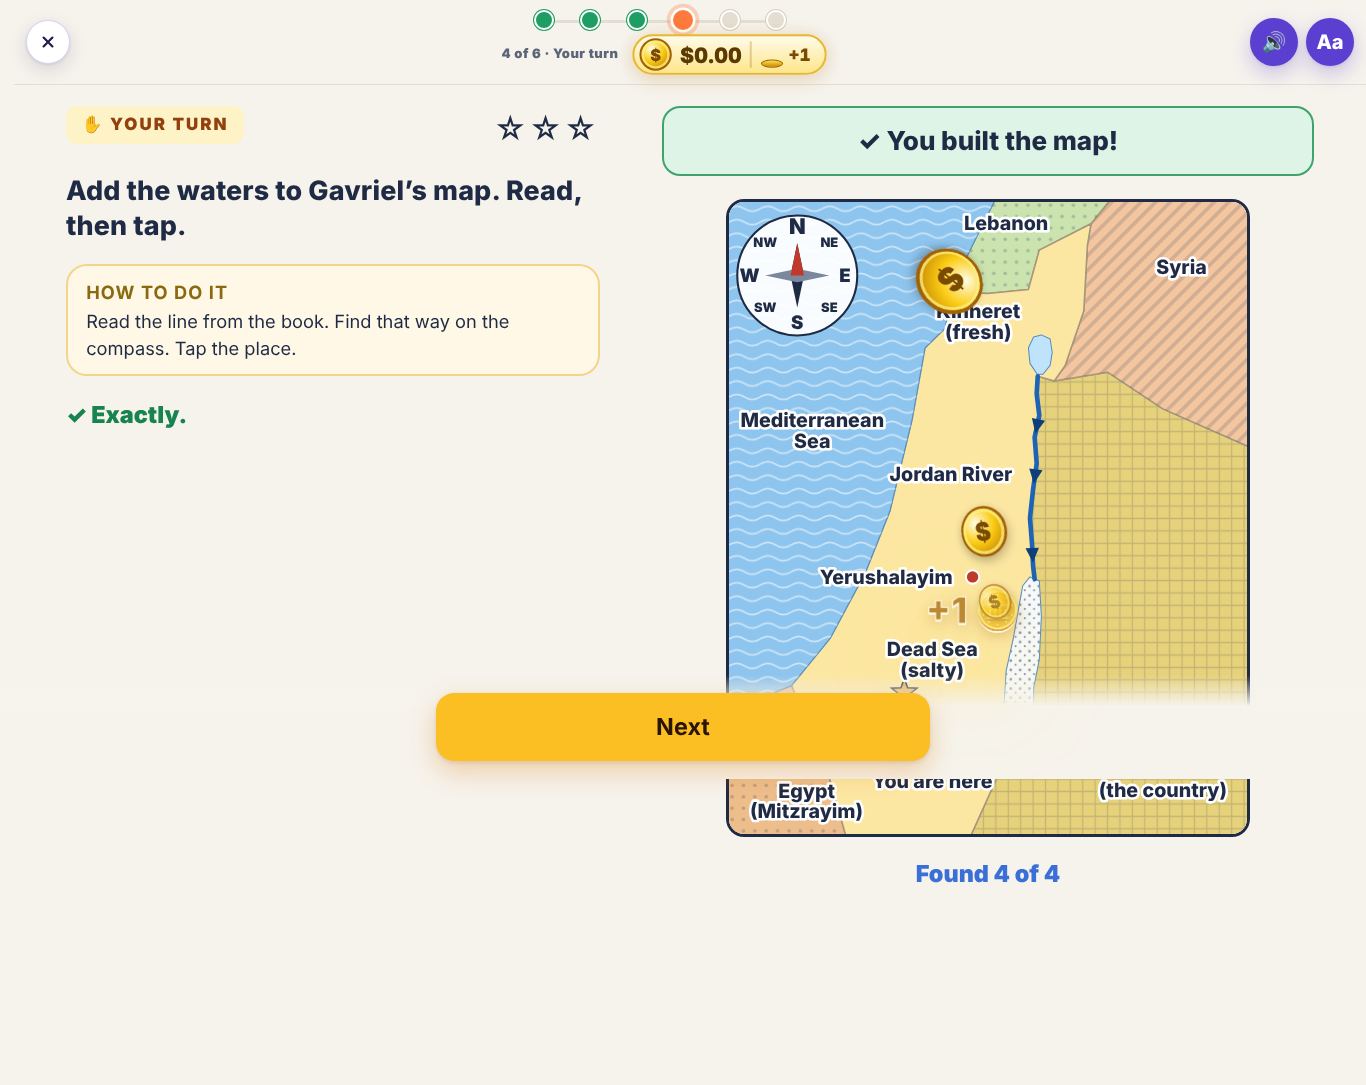 4 of 6 · Your turn
$ $0.00 +1
Aa
YOUR TURN
Add the waters to Gavriel's map. Read,
then tap.
HOW TO DO IT
Read the line from the book. Find that way on the
compass. Tap the place.
✓ Exactly.
✓ You built the map!
N
NW NE
W E
SW SE
S
Lebanon
Syria
$
(fresh)
Mediterranean
Sea
Jordan River
$
Yerushalayim
+1 $
Dead Sea
(salty)
Next
You are here
Egypt
(Mitzrayim)
(the country)
Found 4 of 4